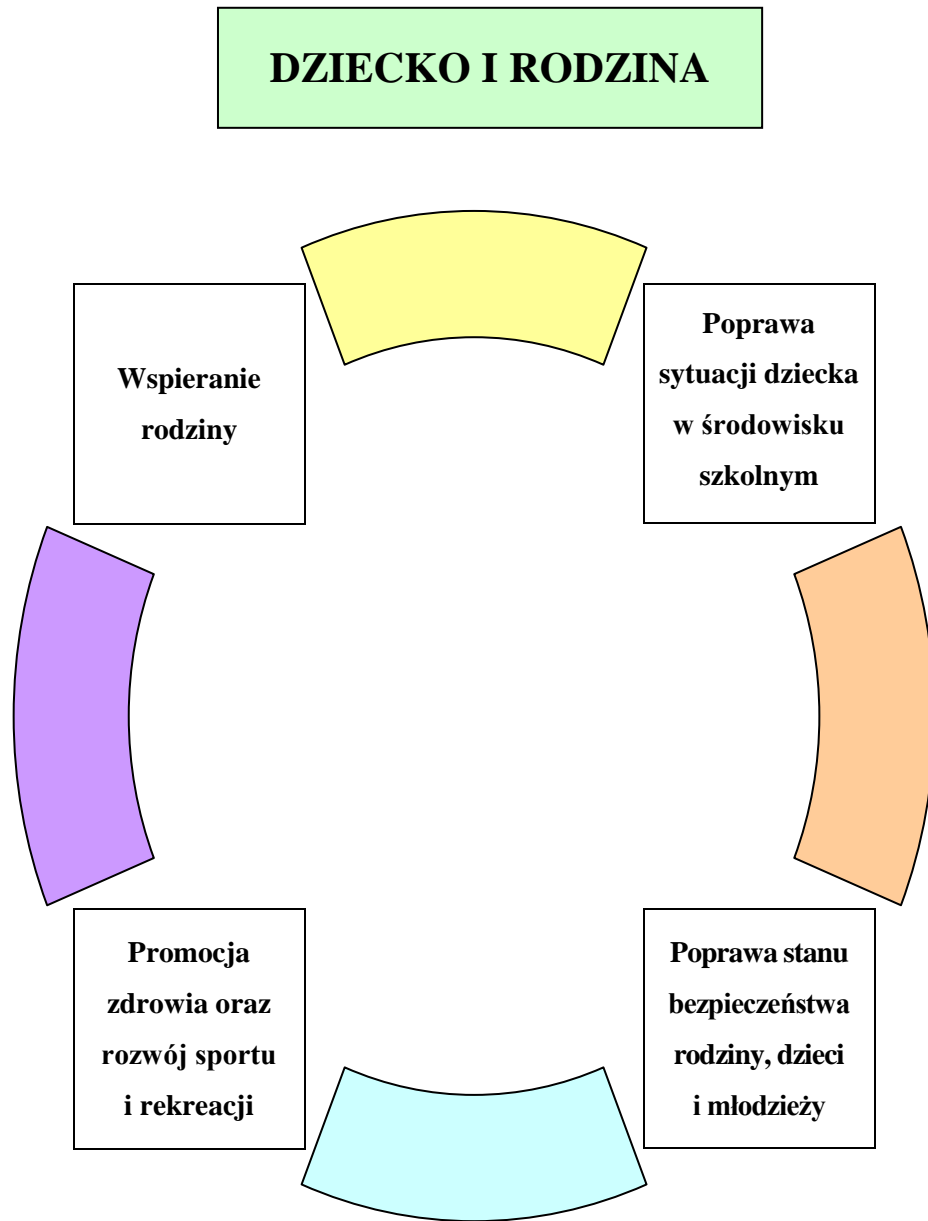 DZIECKO I RODZINA
Wspieranie
rodziny
Poprawa
sytuacji dziecka
w środowisku
szkolnym
Promocja
zdrowia oraz
rozwój sportu
i rekreacji
Poprawa stanu
bezpieczeństwa
rodziny, dzieci
i młodzieży